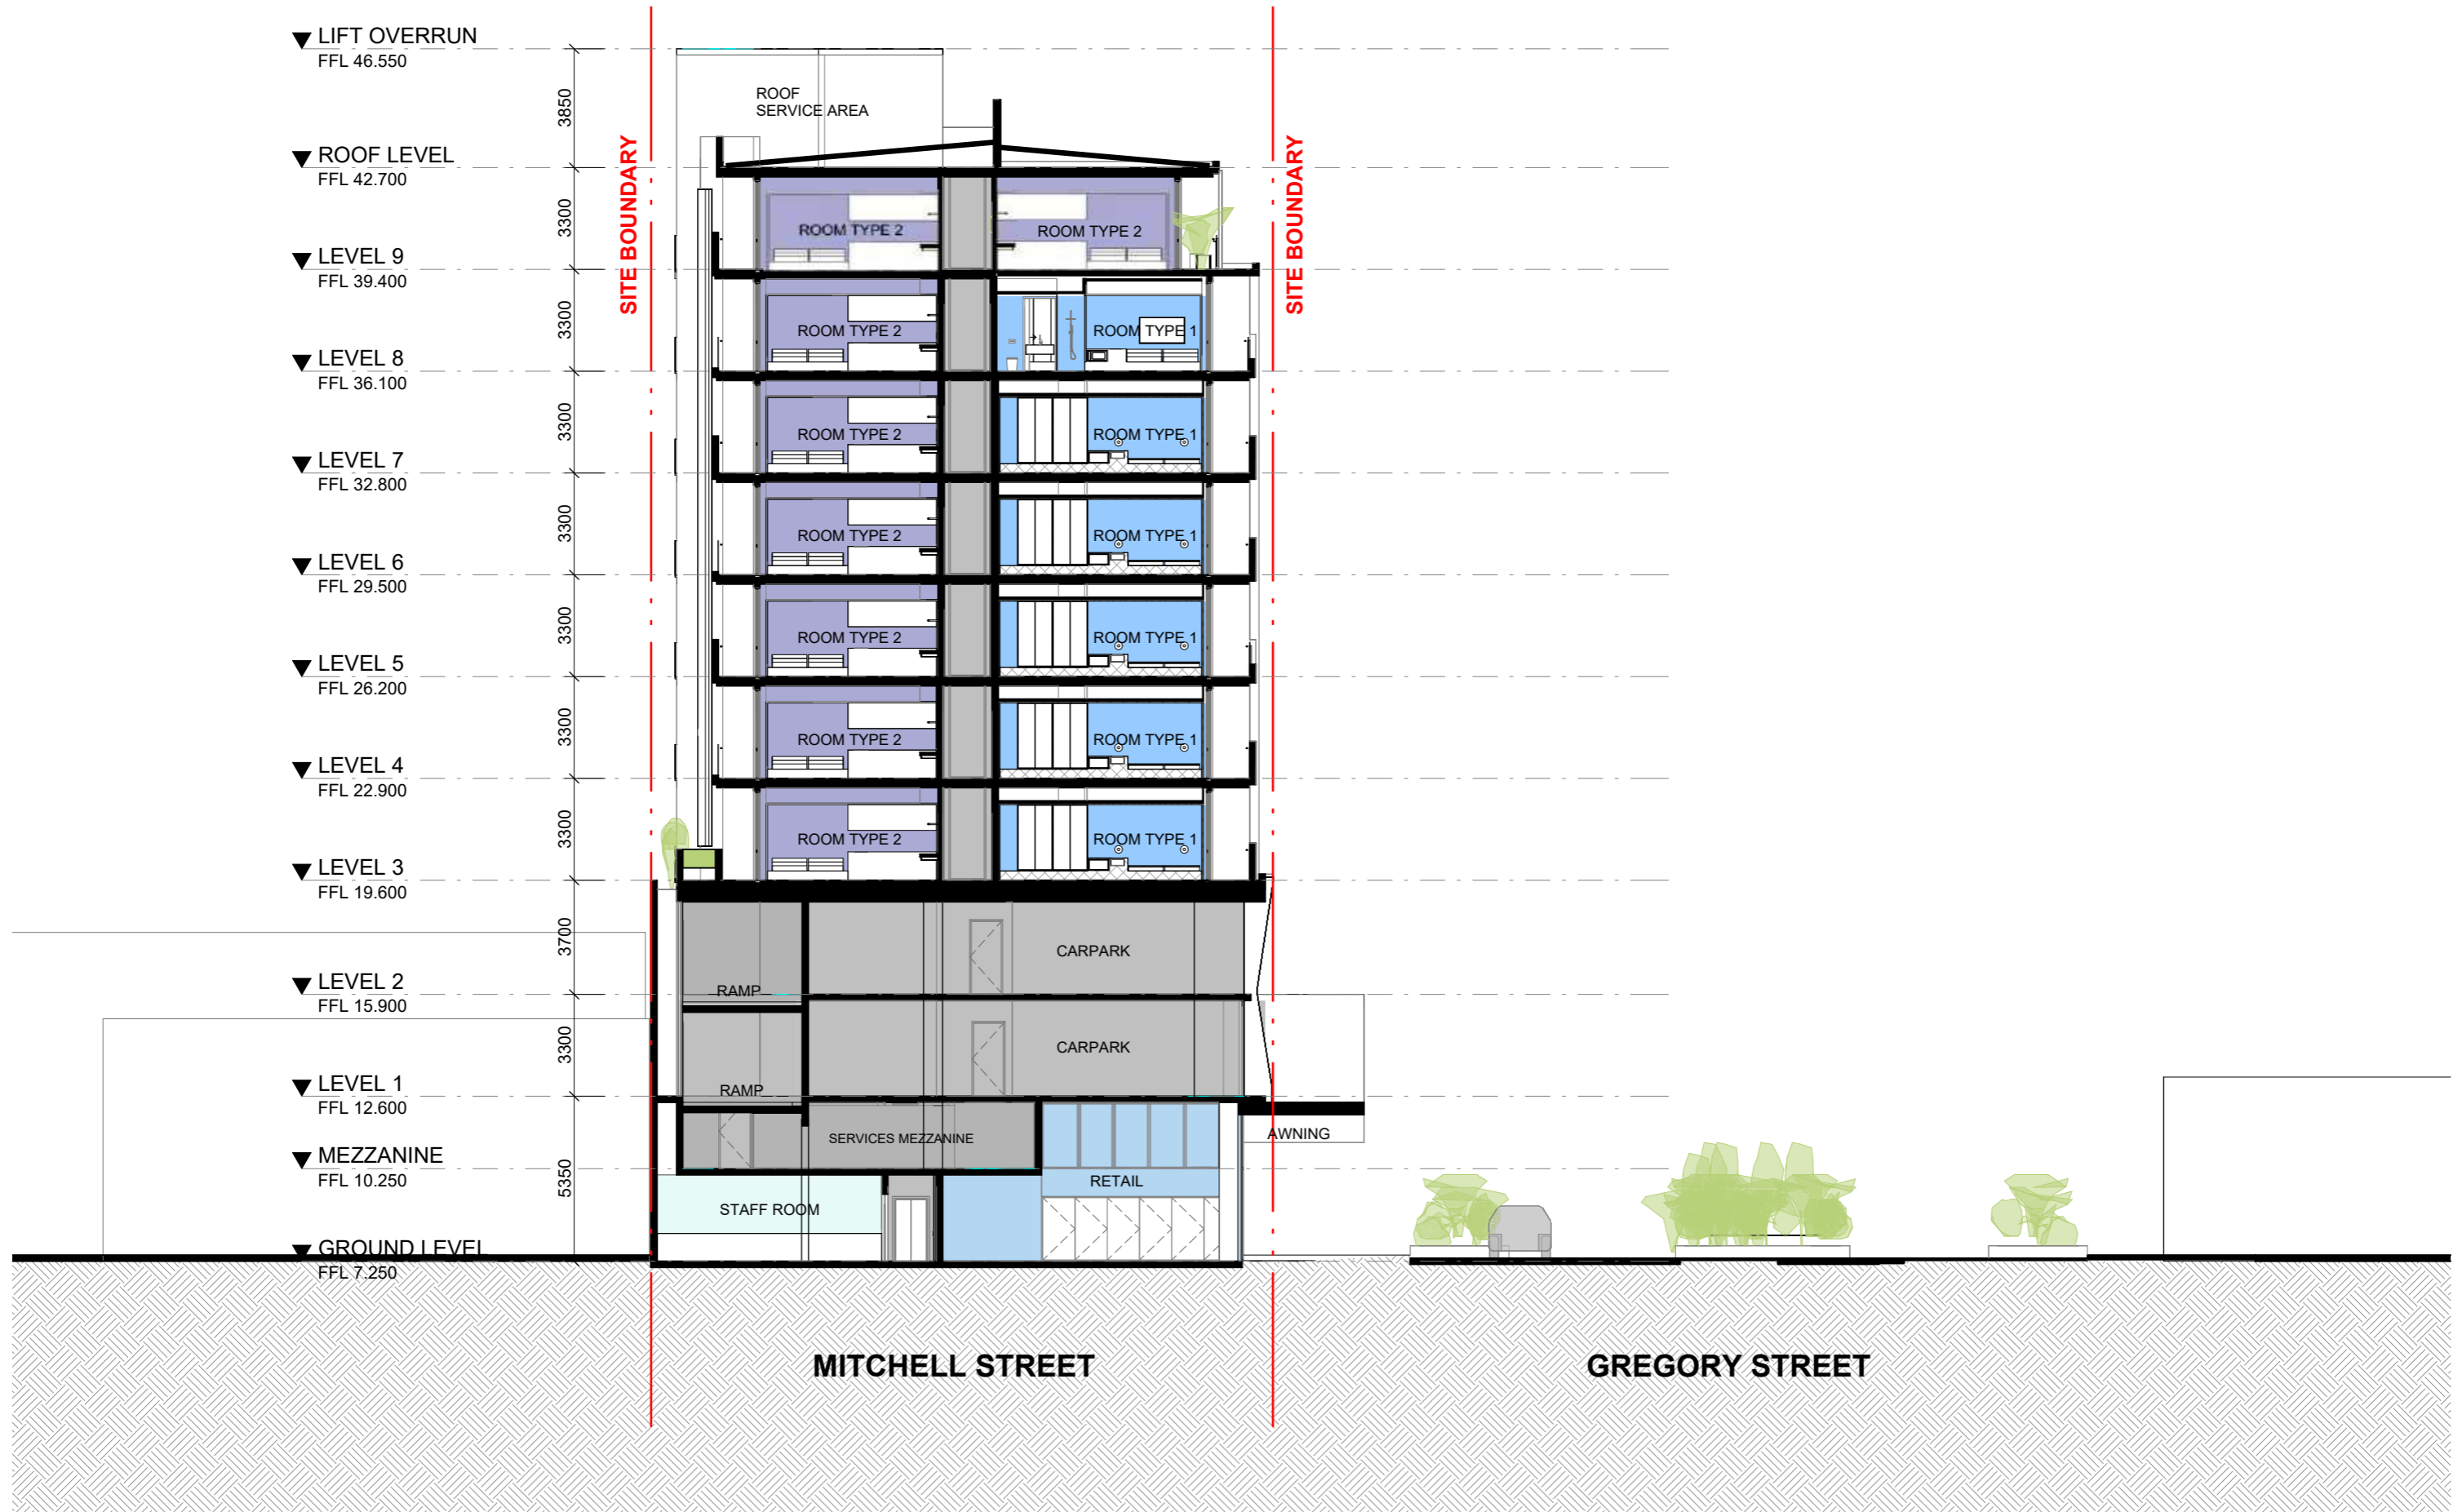 LIFT OVERRUN
FFL 46.550
3850
ROOF
SERVICE AREA
SITE BOUNDARY
SITE BOUNDARY
ROOF LEVEL
FFL 42.700
3300
ROOM TYPE 2
ROOM TYPE 2
LEVEL 9
FFL 39.400
3300
ROOM TYPE 2
ROOM TYPE 1
LEVEL 8
FFL 36.100
3300
ROOM TYPE 2
ROOM TYPE 1
LEVEL 7
FFL 32.800
3300
ROOM TYPE 2
ROOM TYPE 1
LEVEL 6
FFL 29.500
3300
ROOM TYPE 2
ROOM TYPE 1
LEVEL 5
FFL 26.200
3300
ROOM TYPE 2
ROOM TYPE 1
LEVEL 4
FFL 22.900
3300
ROOM TYPE 2
ROOM TYPE 1
LEVEL 3
FFL 19.600
3700
CARPARK
LEVEL 2
FFL 15.900
RAMP
3300
CARPARK
LEVEL 1
FFL 12.600
RAMP
SERVICES MEZZANINE
AWNING
MEZZANINE
FFL 10.250
5350
RETAIL
STAFF ROOM
GROUND LEVEL
FFL 7.250
MITCHELL STREET
GREGORY STREET